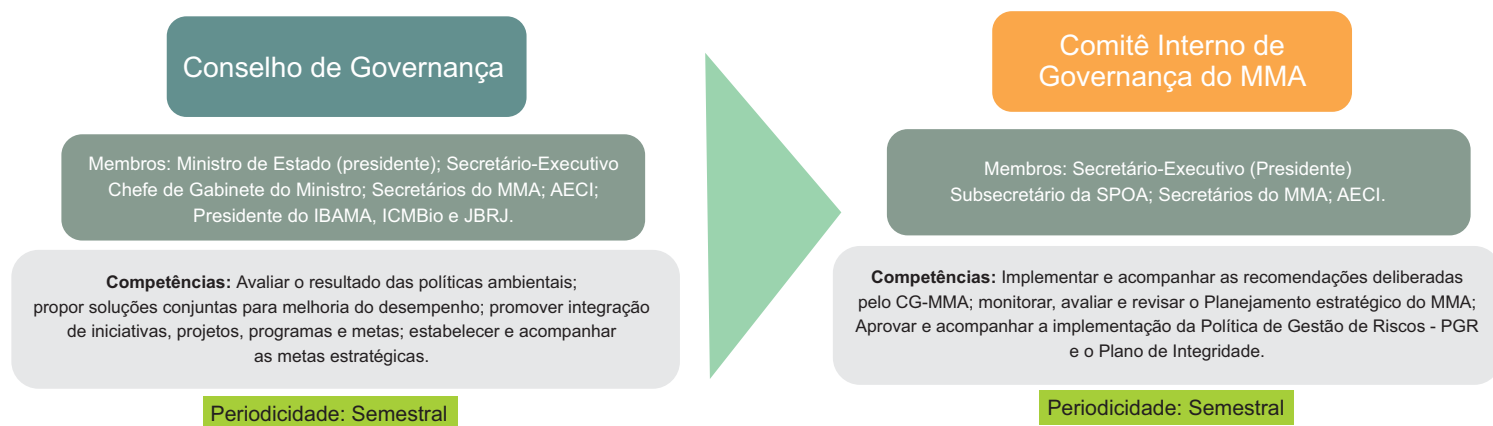 Conselho de Governança
Membros: Ministro de Estado (presidente); Secretário-Executivo
Chefe de Gabinete do Ministro; Secretários do MMA; AECI;
Presidente do IBAMA, ICMBio e JBRJ.
Competências: Avaliar o resultado das políticas ambientais;
propor soluções conjuntas para melhoria do desempenho; promover integração
de iniciativas, projetos, programas e metas; estabelecer e acompanhar
as metas estratégicas.
Periodicidade: Semestral
Comitê Interno de
Governança do MMA
Membros: Secretário-Executivo (Presidente)
Subsecretário da SPOA; Secretários do MMA; AECI.
Competências: Implementar e acompanhar as recomendações deliberadas
pelo CG-MMA; monitorar, avaliar e revisar o Planejamento estratégico do MMA;
Aprovar e acompanhar a implementação da Política de Gestão de Riscos - PGR
e o Plano de Integridade.
Periodicidade: Semestral